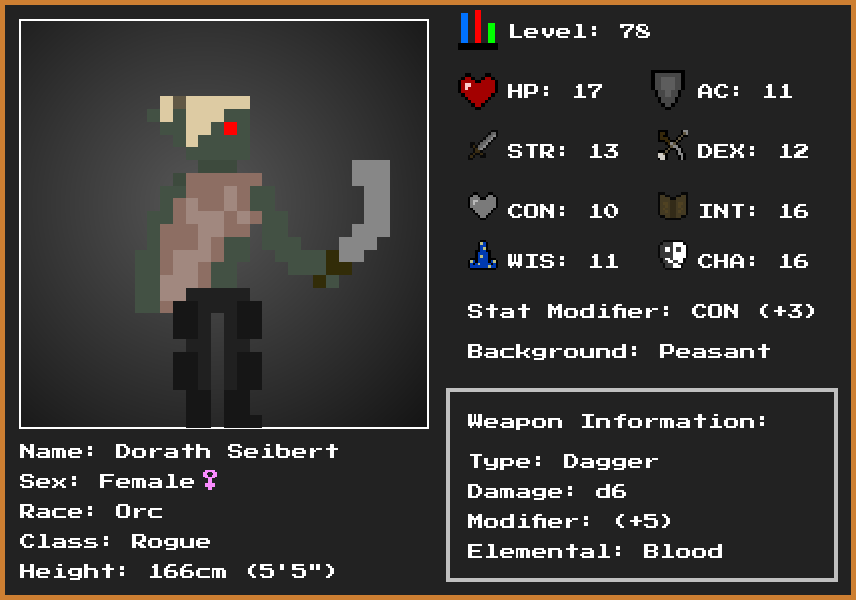 Level: 78
HP: 17 AC: 11
STR: 13 DEX: 12
CON: 10 INT: 16
WIS: 11 CHA: 16
Stat Modifier: CON (+3)
Background: Peasant
Weapon Information:
Type: Dagger
Damage: d6
Modifier: (+5)
Elemental: Blood
Name: Dorath Seibert
Sex: Female♀
Race: Orc
Class: Rogue
Height: 166cm (5'5")